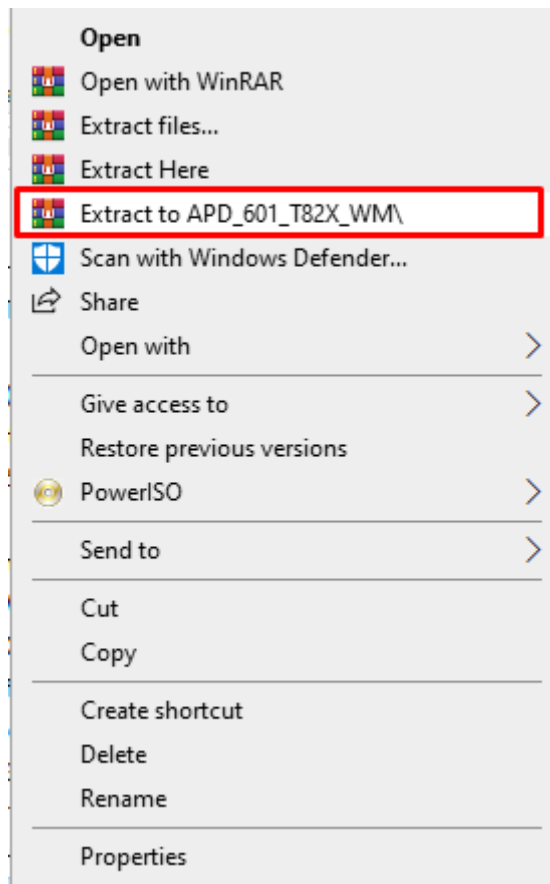 Open
Open with WinRAR
Extract files...
Extract Here
Extract to APD_601_T82X_WM\
Scan with Windows Defender...
Share
Open with
Give access to
Restore previous versions
PowerISO
Send to
Cut
Copy
Create shortcut
Delete
Rename
Properties